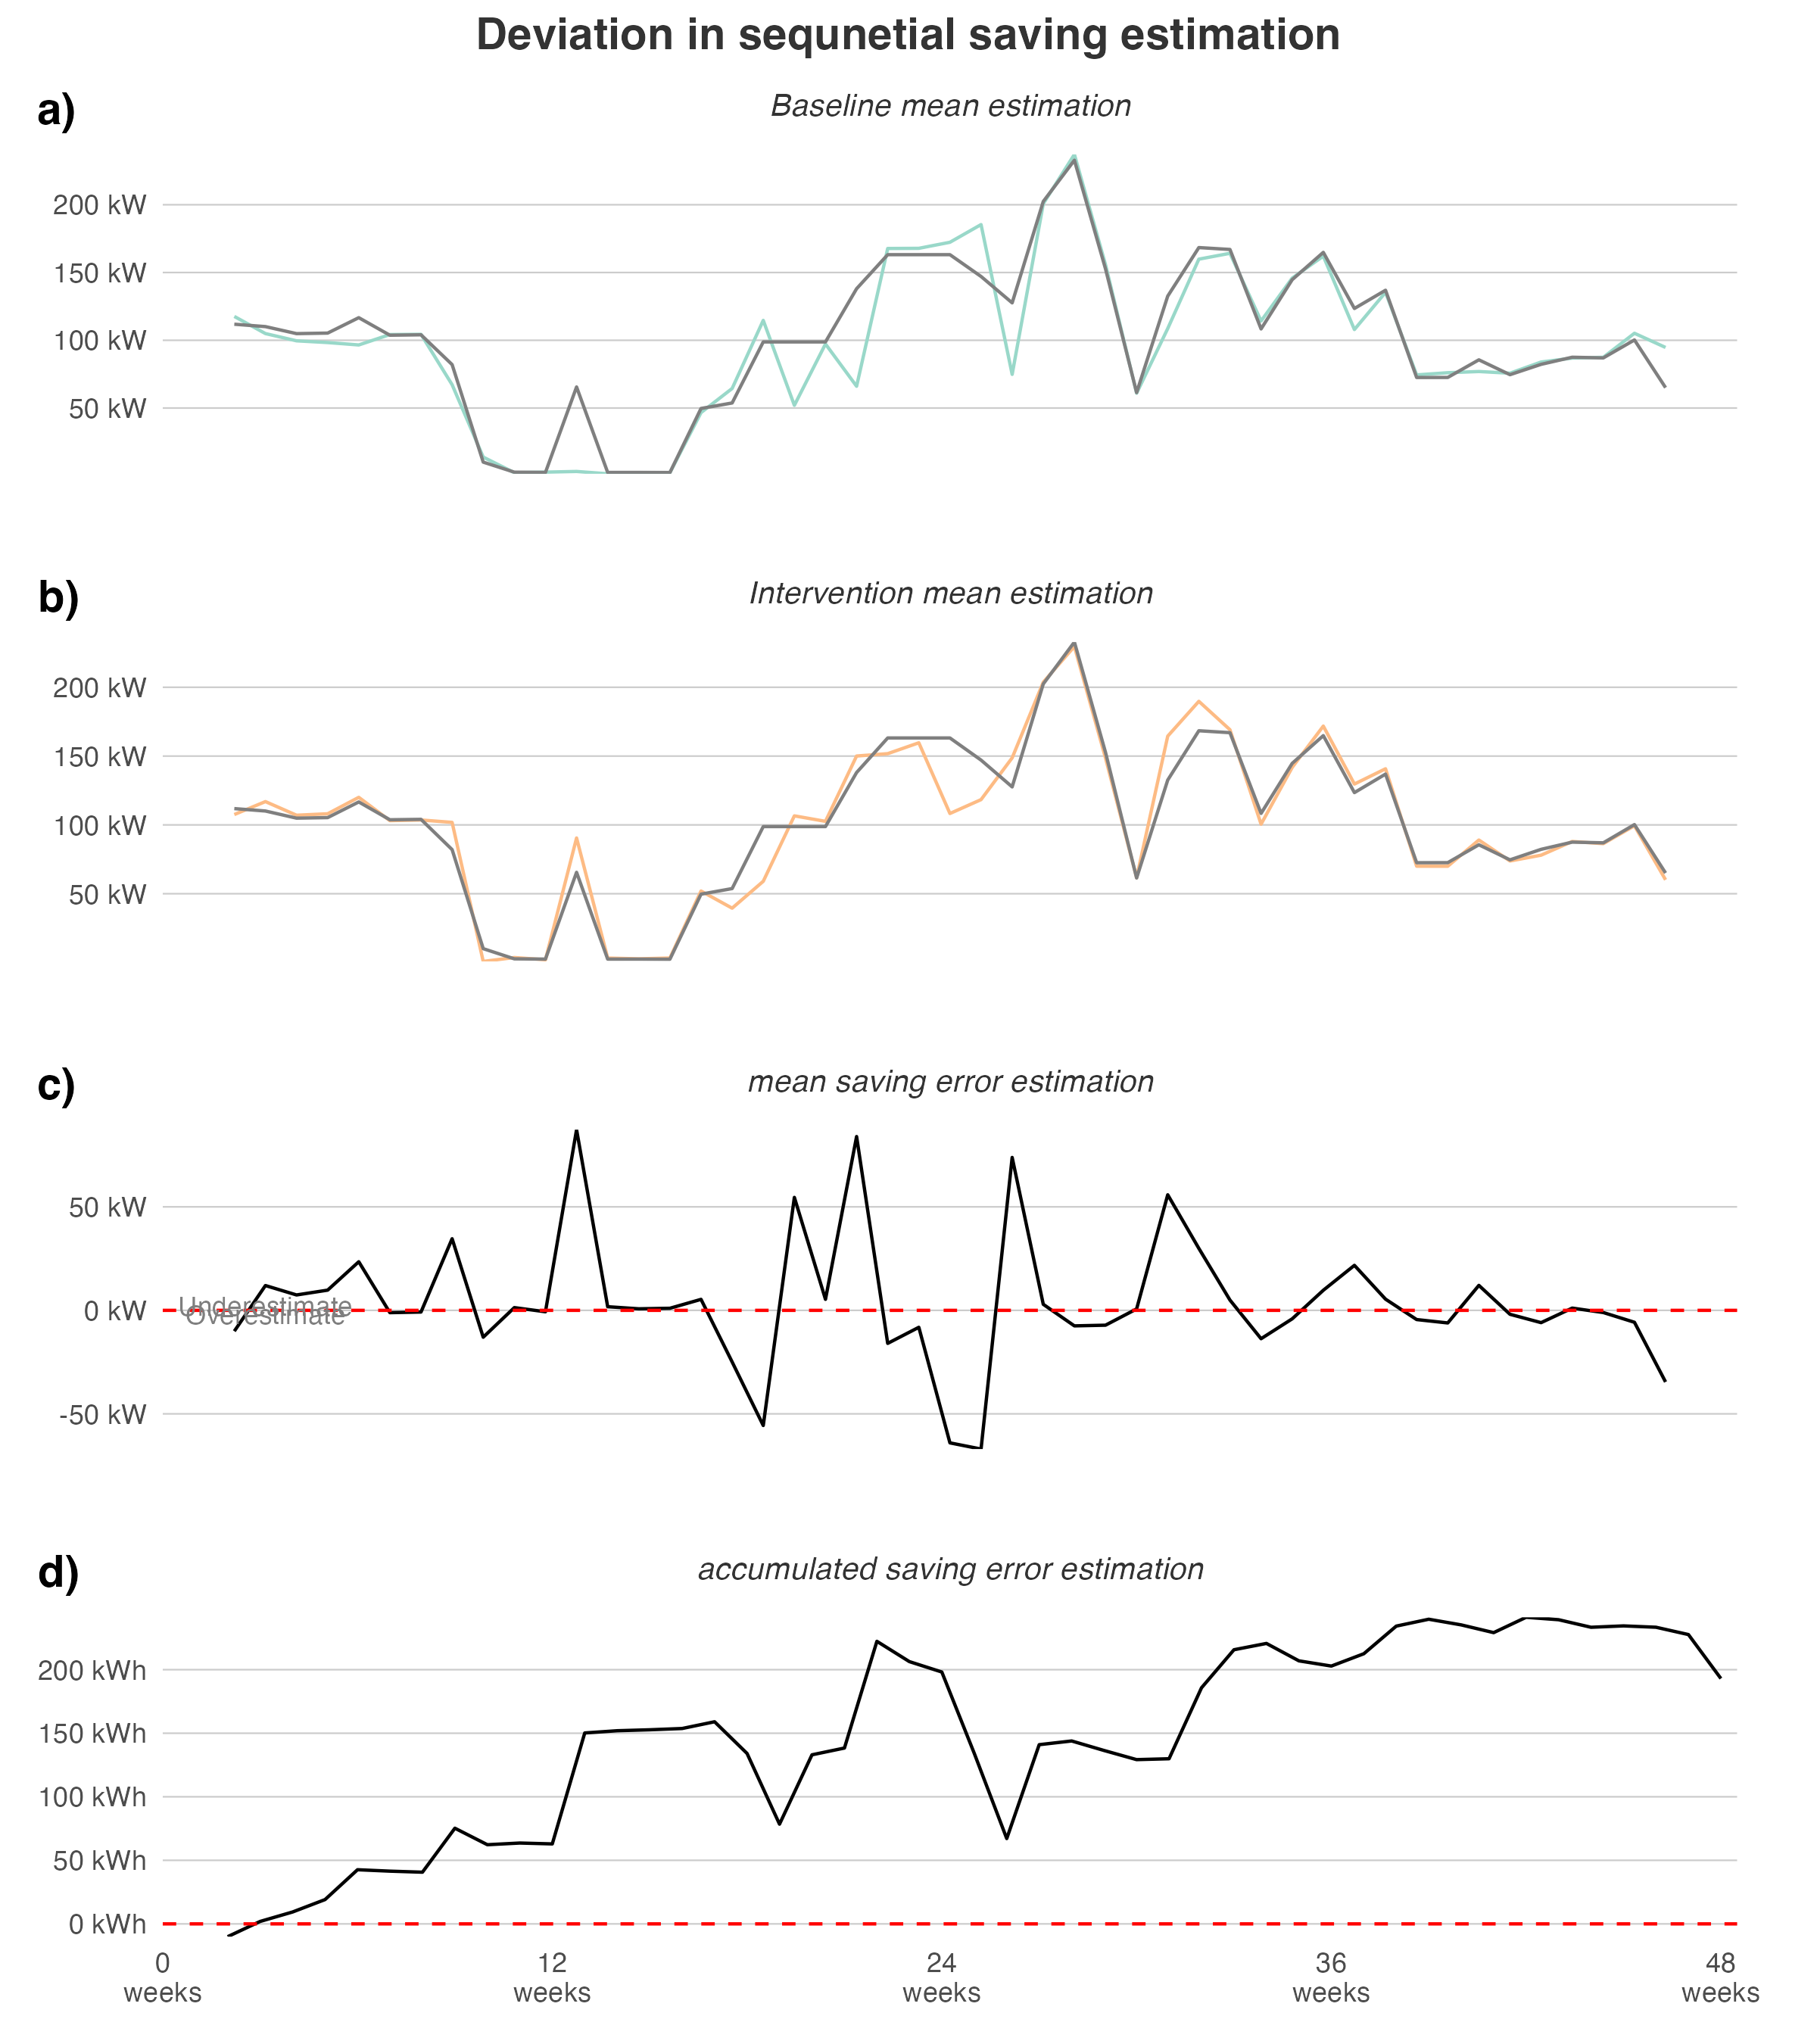 Deviation in sequnetial saving estimation
a)
Baseline mean estimation
200 kW
150 kW
100 kW
50 kW
b)
Intervention mean estimation
200 kW
150 kW
100 kW
50 kW
c)
mean saving error estimation
50 kW
0 kW
-50 kW
Underestimate
Overestimate
d)
accumulated saving error estimation
200 kWh
150 kWh
100 kWh
50 kWh
0 kWh
0 12 24 36 48
weeks weeks weeks weeks weeks